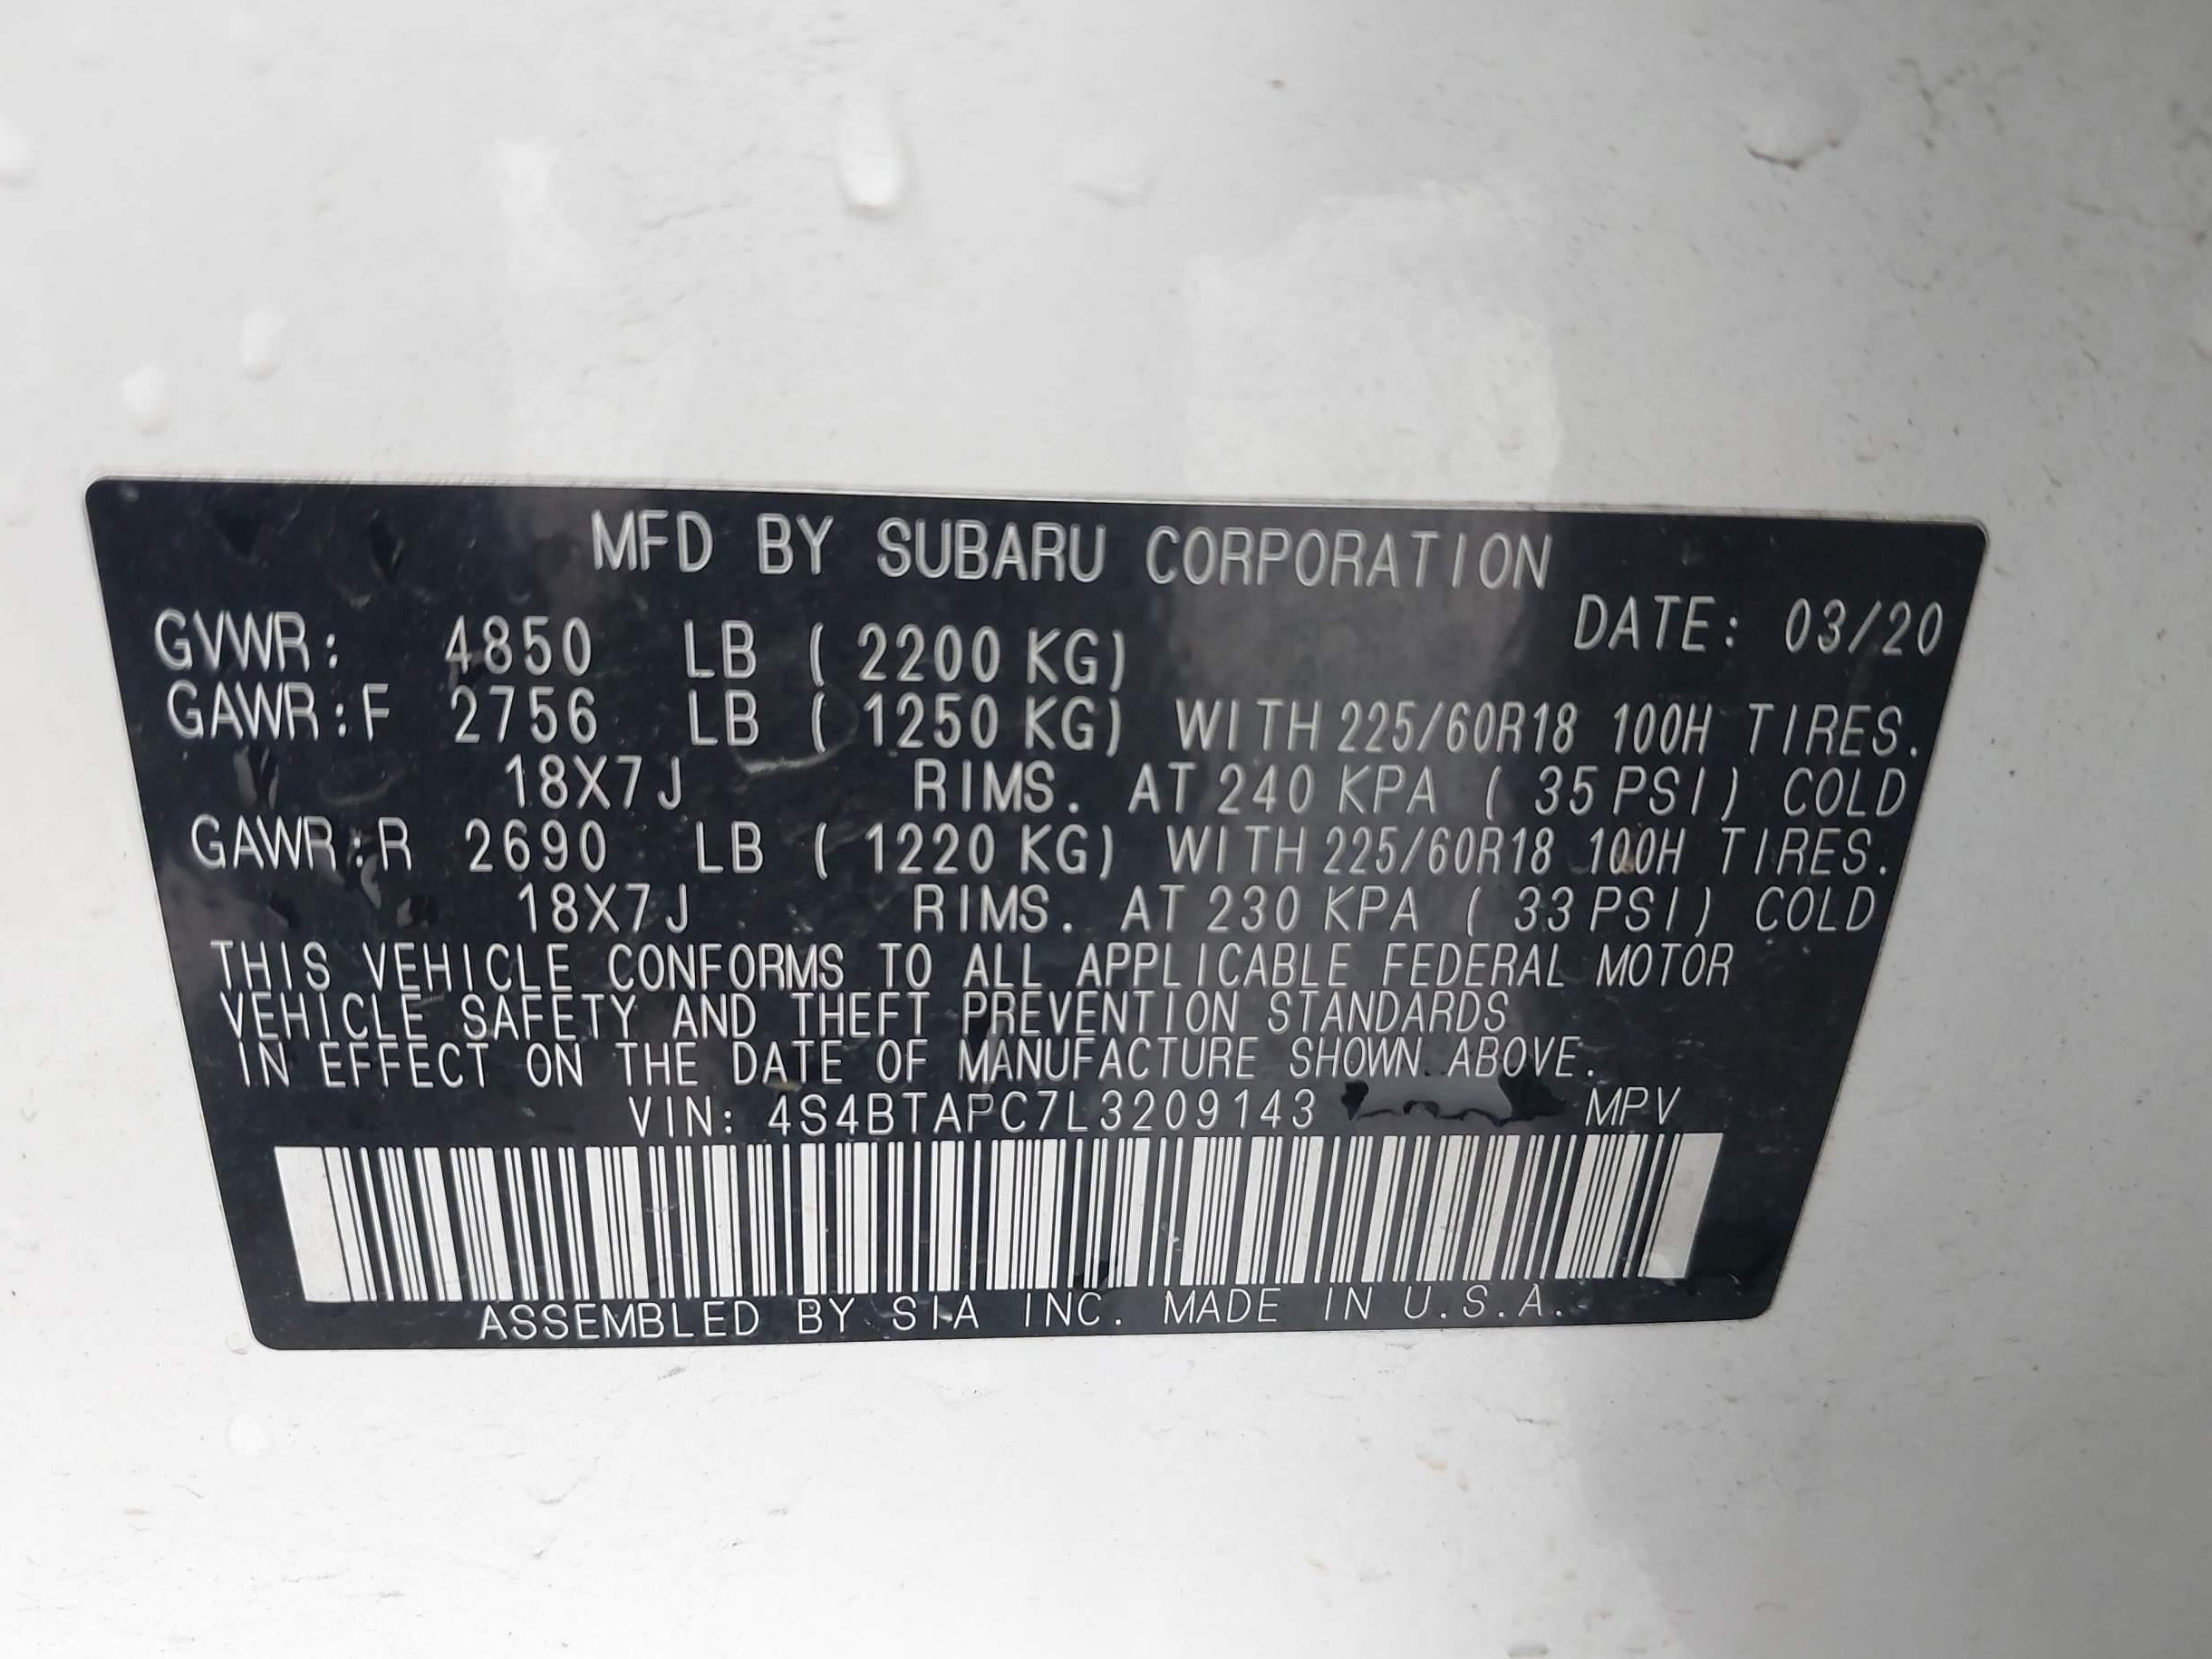 MFD BY SUBARU CORPORATION
DATE: 03/20
GVWR: 4850 LB ( 2200 KG)
GAWR:F 2756 LB ( 1250 KG) WITH 225/60R18 100H TIRES.
18X7J RIMS. AT 240 KPA ( 35 PSI) COLD
GAWR:R 2690 LB ( 1220 KG) WITH 225/60R18 100H TIRES.
18X7J RIMS. AT 230 KPA ( 33 PSI) COLD
THIS VEHICLE CONFORMS TO ALL APPLICABLE FEDERAL MOTOR
VEHICLE SAFETY AND THEFT PREVENTION STANDARDS
IN EFFECT ON THE DATE OF MANUFACTURE SHOWN ABOVE.
VIN: 4S4BTAPC7L3209143 MPV
ASSEMBLED BY SIA INC. MADE IN U.S.A.